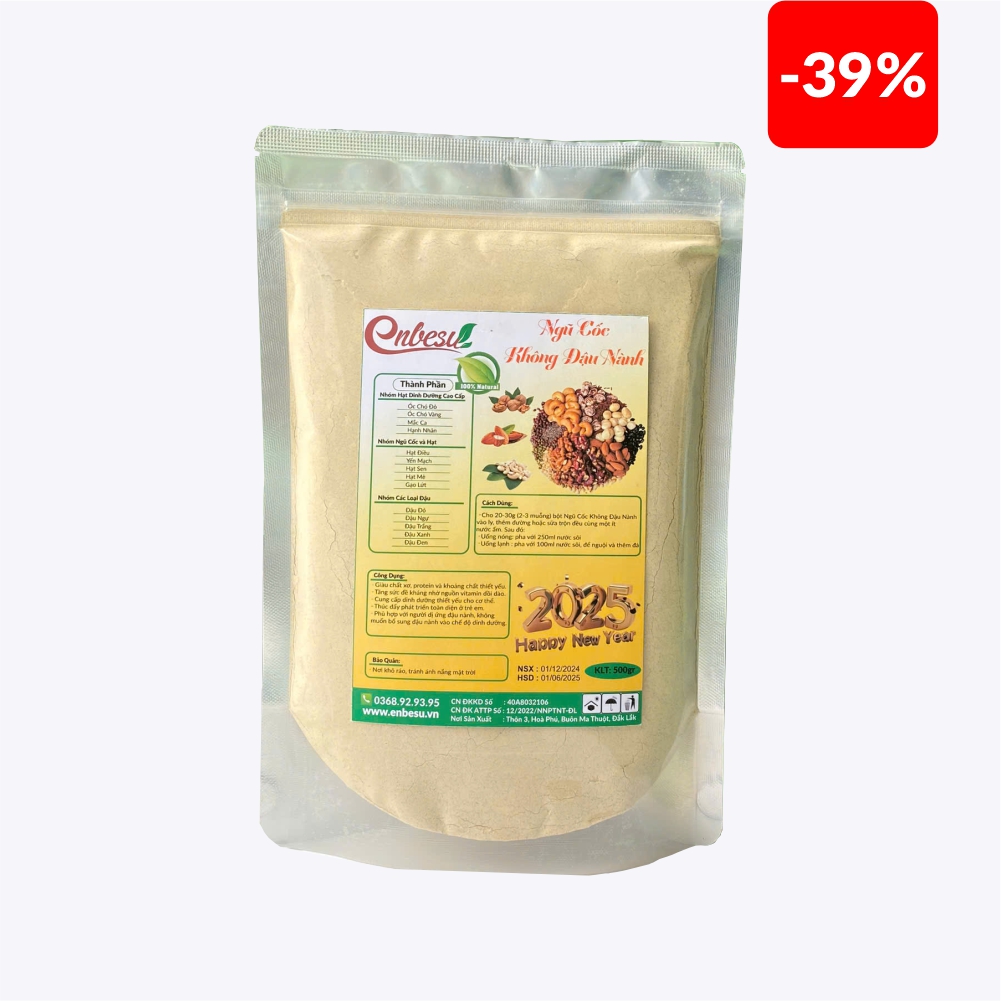 -39%
enbesu
Ngũ Cốc
Không Đậu Nành
100% Natural
Thành Phần
Nhóm Hạt Dinh Dưỡng Cao Cấp
Óc Chó Đỏ
Óc Chó Vàng
Mắc Ca
Hạnh Nhân
Nhóm Ngũ Cốc và Hạt
Hạt Điều
Yến Mạch
Hạt Sen
Hạt Mè
Gạo Lứt
Nhóm Các Loại Đậu
Đậu Đỏ
Đậu Ngự
Đậu Trắng
Đậu Xanh
Đậu Đen
Cách Dùng:
-Cho 20-30g (2-3 muỗng) bột Ngũ Cốc Không Đậu Nành
vào ly, thêm đường hoặc sữa trộn đều cùng một ít
nước ấm. Sau đó:
-Uống nóng: pha với 250ml nước sôi
-Uống lạnh : pha với 100ml nước sôi, để nguội và thêm đá
Công Dụng:
- Giàu chất xơ, protein và khoáng chất thiết yếu.
- Tăng sức đề kháng nhờ nguồn vitamin dồi dào.
- Cung cấp dinh dưỡng thiết yếu cho cơ thể.
- Thúc đẩy phát triển toàn diện ở trẻ em.
- Phù hợp với người dị ứng đậu nành, không
muốn bổ sung đậu nành vào chế độ dinh dưỡng.
2025
Happy New Year
Bảo Quản:
Nơi khô ráo, tránh ánh nắng mặt trời
NSX : 01/12/2024
HSD : 01/06/2025
KLT: 500gr
0368.92.93.95
www.enbesu.vn
CN ĐKKD Số : 40A8032106
CN ĐK ATTP Số : 12/2022/NNPTNT-ĐL
Nơi Sản Xuất : Thôn 3, Hoà Phú, Buôn Ma Thuột, Đắk Lắk